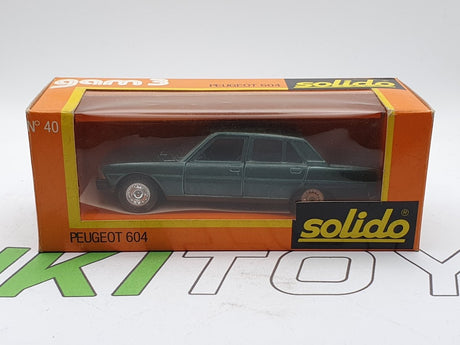 gam 3
PEUGEOT 604
solido
N° 40
solido®
PEUGEOT 604
KITOY